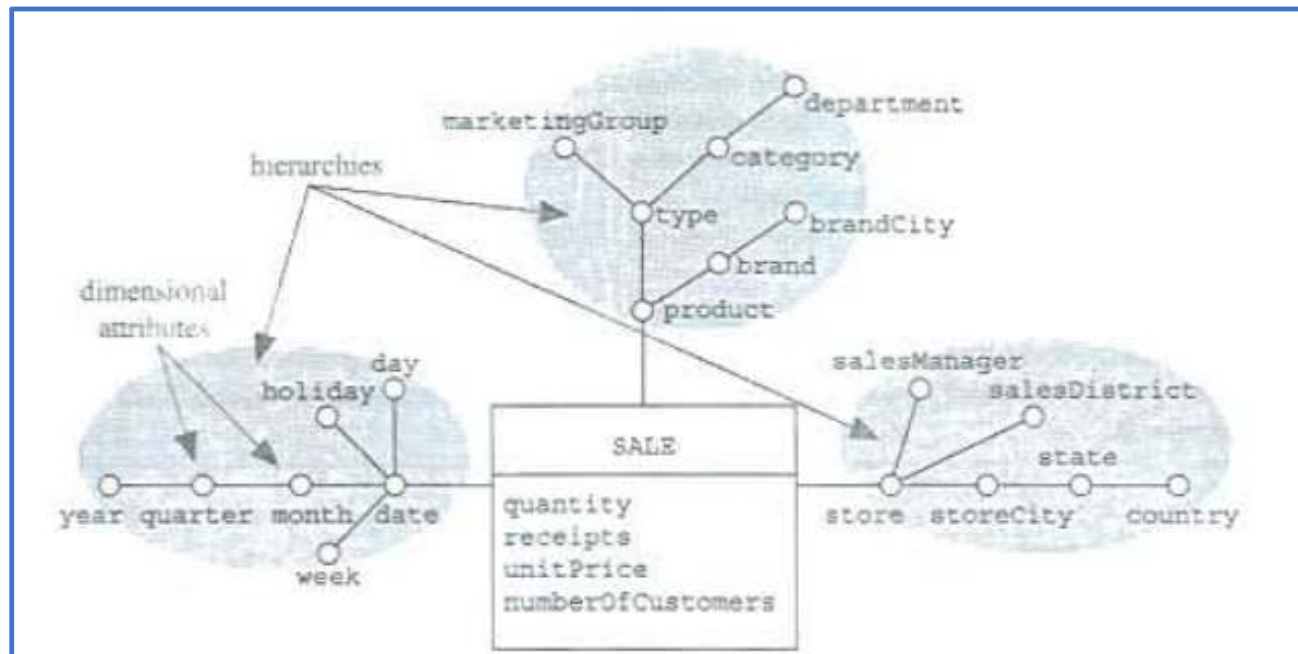 department
marketingGroup
category
hierarchies
type
brandCity
brand
dimensional
attributes
product
day
holiday
salesManager
salesDistrict
SALE
state
year quarter month date
quantity
store storeCity country
receipts
week
unitPrice
numberOfCustomers